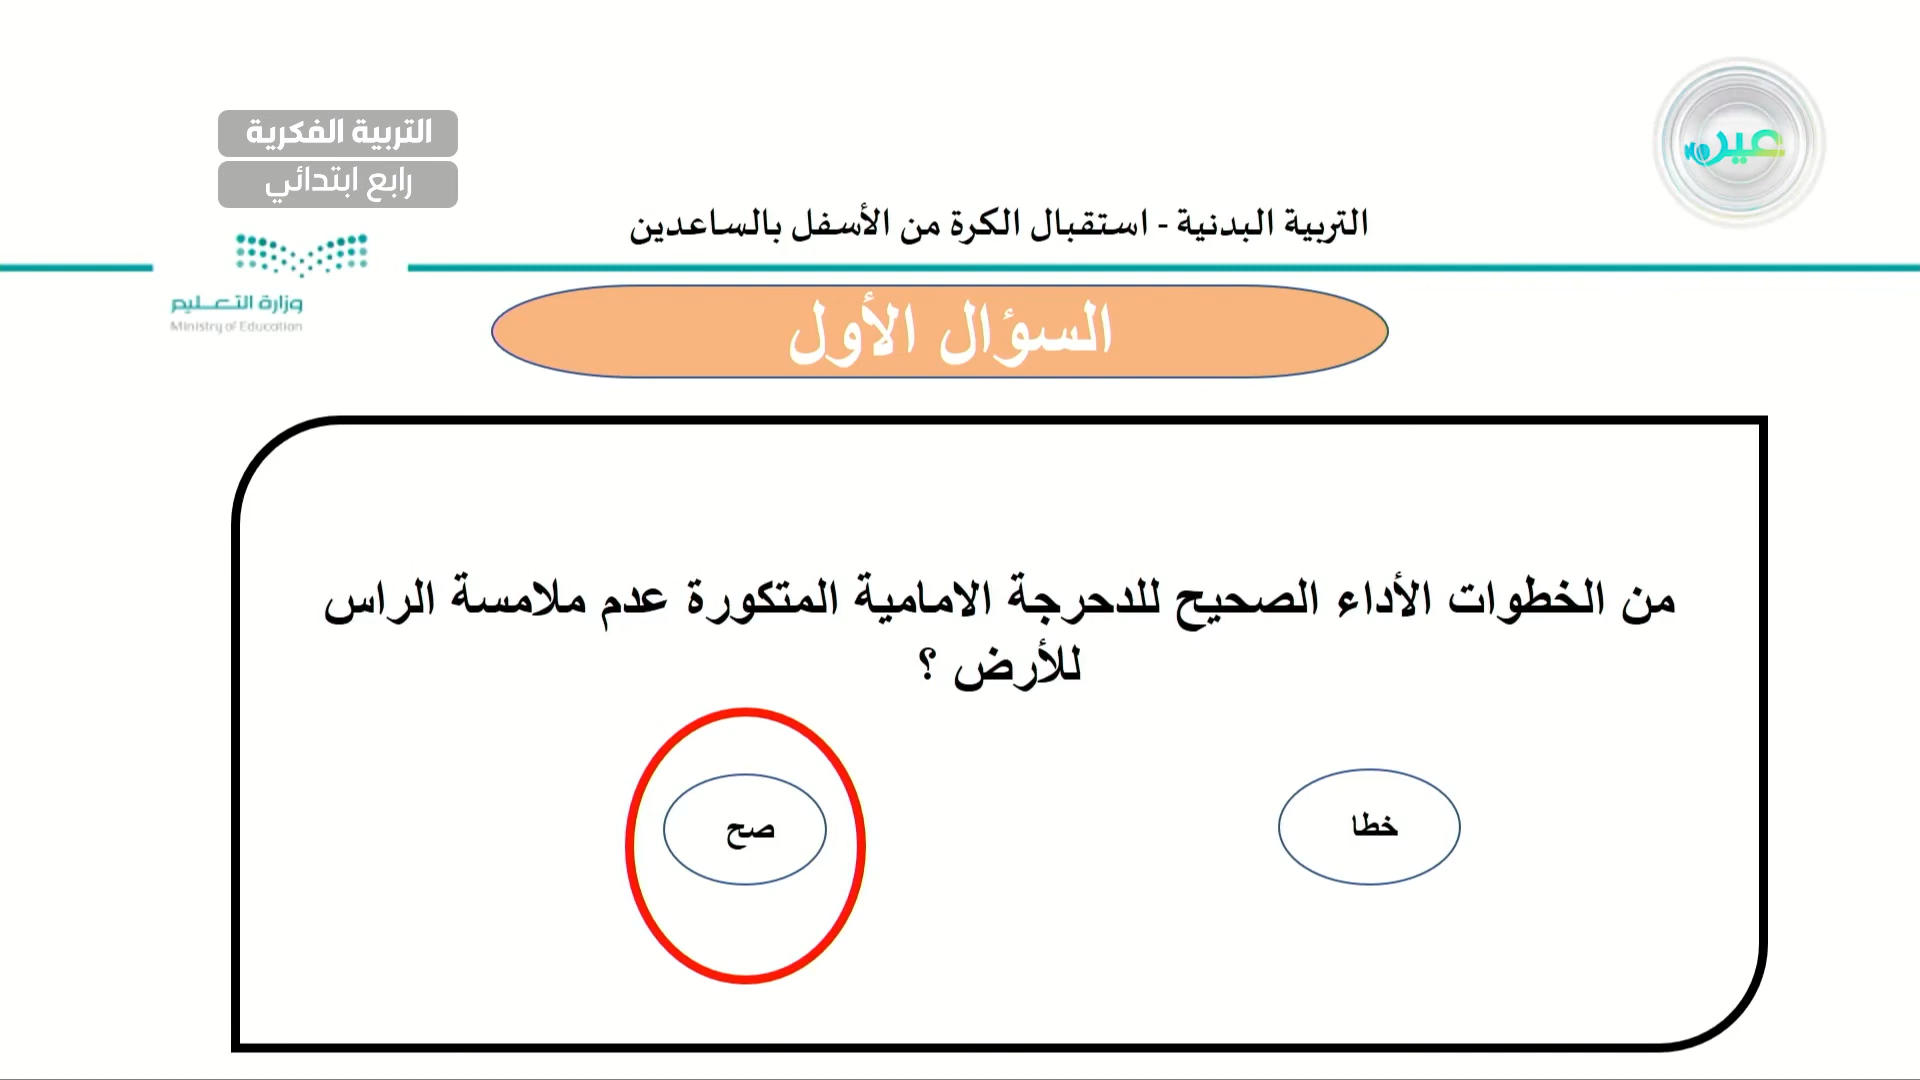 عين
التربية الفكرية
رابع ابتدائي
التربية البدنية - استقبال الكرة من الأسفل بالساعدين
وزارة التعليم
Ministry of Education
السؤال الأول
من الخطوات الأداء الصحيح للدحرجة الامامية المتكورة عدم ملامسة الراس
للأرض ؟
خطا
صح